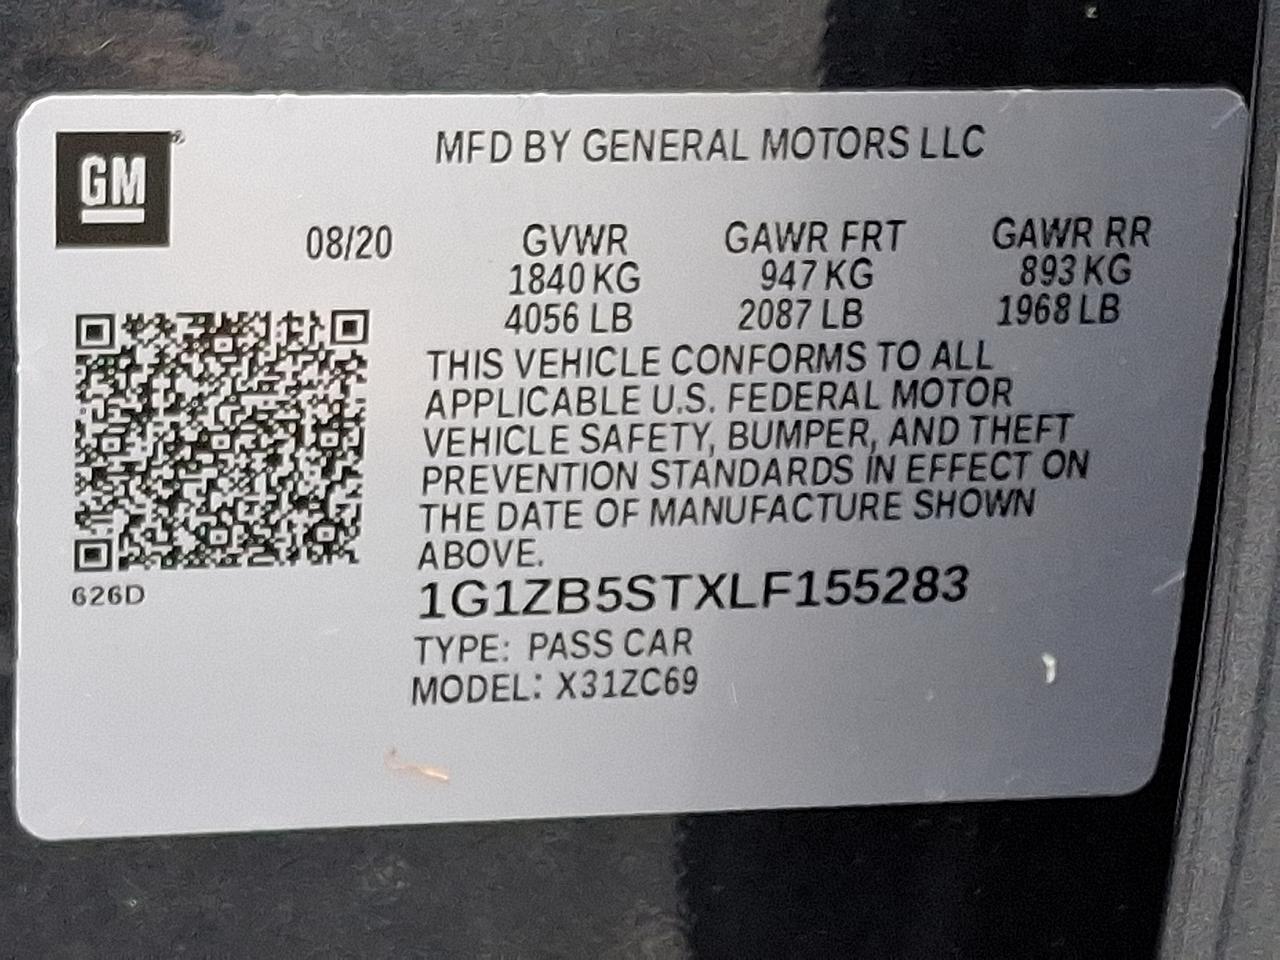 GM®
MFD BY GENERAL MOTORS LLC
08/20 GVWR GAWR FRT GAWR RR
1840 KG 947 KG 893 KG
4056 LB 2087 LB 1968 LB
THIS VEHICLE CONFORMS TO ALL
APPLICABLE U.S. FEDERAL MOTOR
VEHICLE SAFETY, BUMPER, AND THEFT
PREVENTION STANDARDS IN EFFECT ON
THE DATE OF MANUFACTURE SHOWN
ABOVE.
626D
1G1ZB5STXLF155283
TYPE: PASS CAR
MODEL: X31ZC69